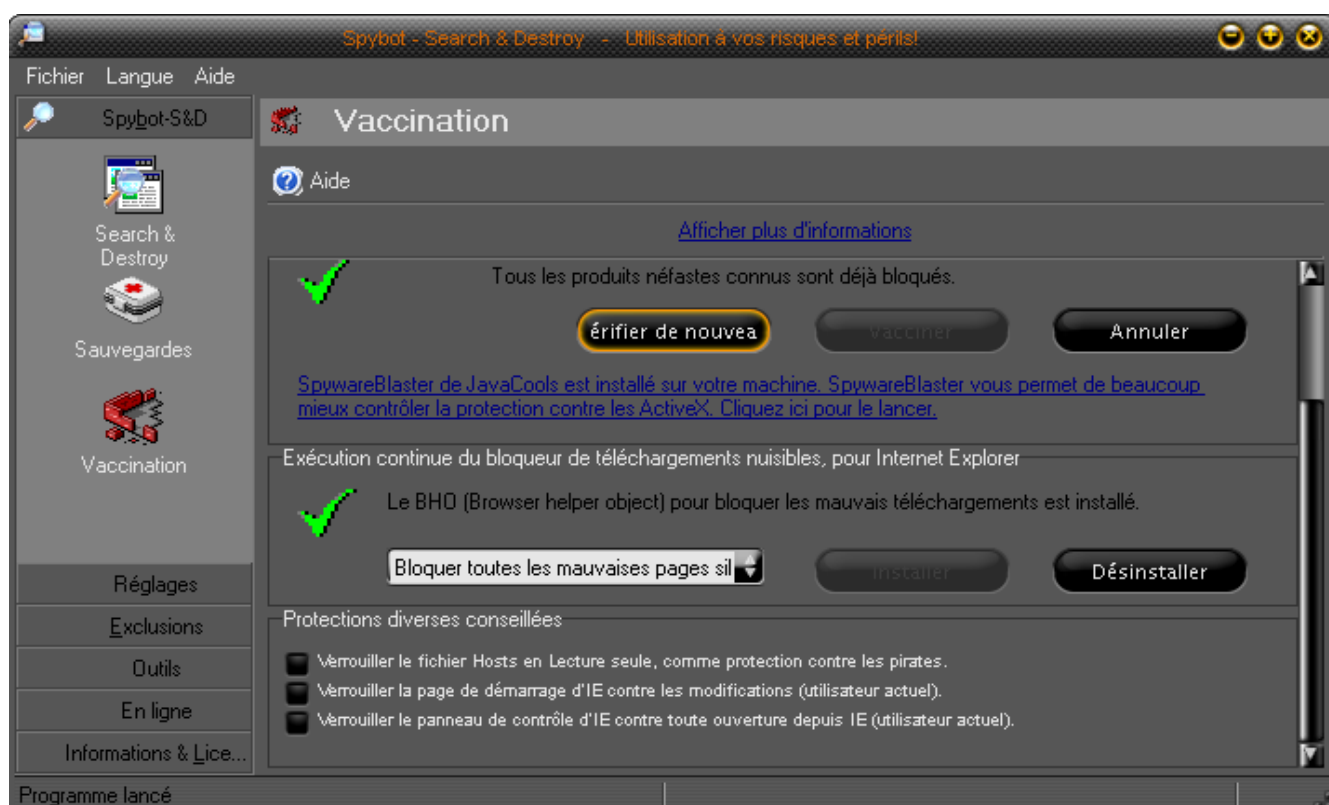 Spybot - Search & Destroy - Utilisation à vos risques et périls!
Fichier Langue Aide
Spybot-S&D
Search &
Destroy
Sauvegardes
Vaccination
Réglages
Exclusions
Outils
En ligne
Informations & Lice...
Vaccination
Aide
Afficher plus d'informations
Tous les produits néfastes connus sont déjà bloqués.
érifier de nouvea
Vacciner
Annuler
SpywareBlaster de JavaCools est installé sur votre machine. SpywareBlaster vous permet de beaucoup
mieux contrôler la protection contre les ActiveX. Cliquez ici pour le lancer.
Exécution continue du bloqueur de téléchargements nuisibles, pour Internet Explorer
Le BHO (Browser helper object) pour bloquer les mauvais téléchargements est installé.
Bloquer toutes les mauvaises pages sil
Installer
Désinstaller
Protections diverses conseillées
Verrouiller le fichier Hosts en Lecture seule, comme protection contre les pirates.
Verrouiller la page de démarrage d'IE contre les modifications (utilisateur actuel).
Verrouiller le panneau de contrôle d'IE contre toute ouverture depuis IE (utilisateur actuel).
Programme lancé